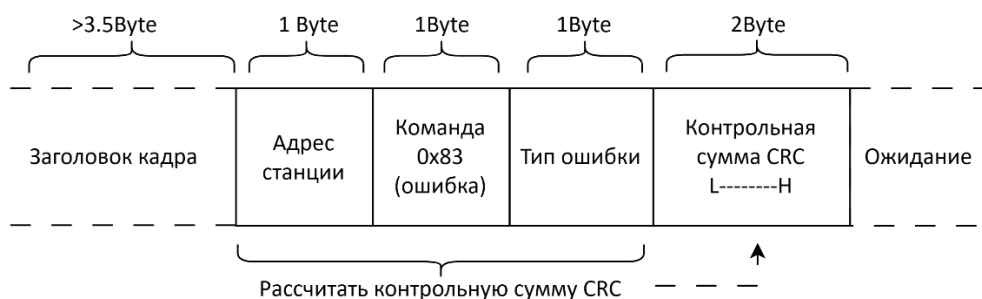 >3.5Byte 1 Byte 1Byte 1Byte 2Byte
Заголовок кадра
Адрес
станции
Команда
0x83
(ошибка)
Тип ошибки
Контрольная
сумма CRC
L--------H
Ожидание
Рассчитать контрольную сумму CRC